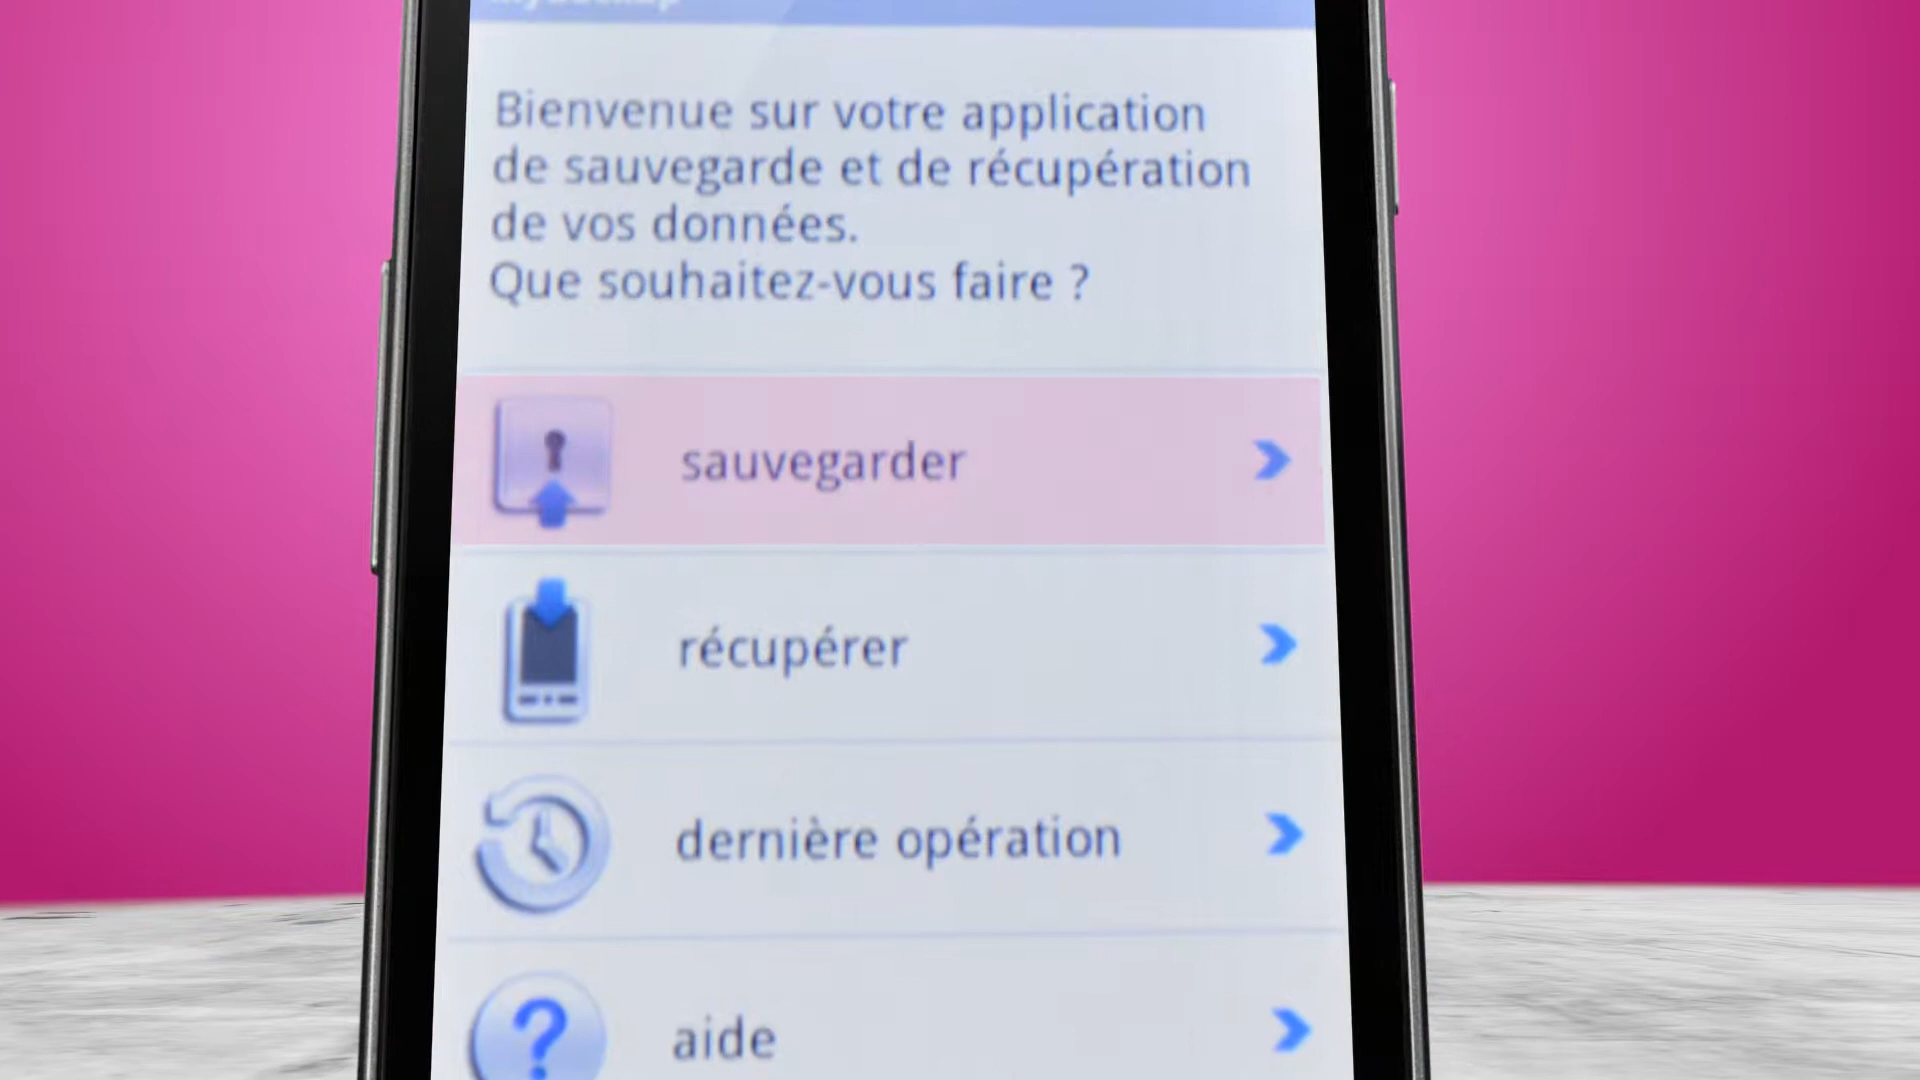 Bienvenue sur votre application
de sauvegarde et de récupération
de vos données.
Que souhaitez-vous faire ?
sauvegarder
récupérer
dernière opération
aide